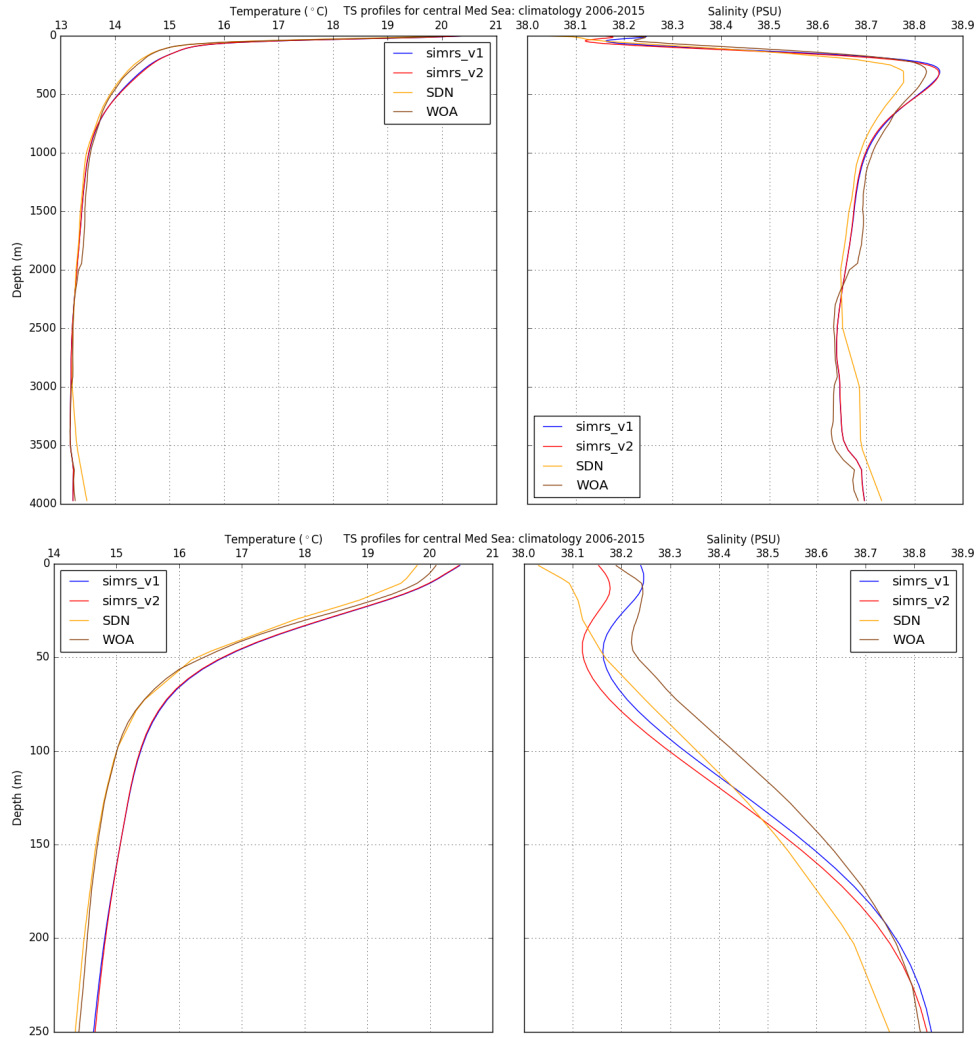 Temperature (°C) TS profiles for central Med Sea: climatology 2006-2015 Salinity (PSU)
13 14 15 16 17 18 19 20 21
38.0 38.1 38.2 38.3 38.4 38.5 38.6 38.7 38.8 38.9
0
500
1000
1500
2000
2500
3000
3500
4000
Depth (m)
simrs_v1
simrs_v2
SDN
WOA
simrs_v1
simrs_v2
SDN
WOA
Temperature (°C) TS profiles for central Med Sea: climatology 2006-2015 Salinity (PSU)
14 15 16 17 18 19 20 21
38.0 38.1 38.2 38.3 38.4 38.5 38.6 38.7 38.8 38.9
0
50
100
150
200
250
Depth (m)
simrs_v1
simrs_v2
SDN
WOA
simrs_v1
simrs_v2
SDN
WOA